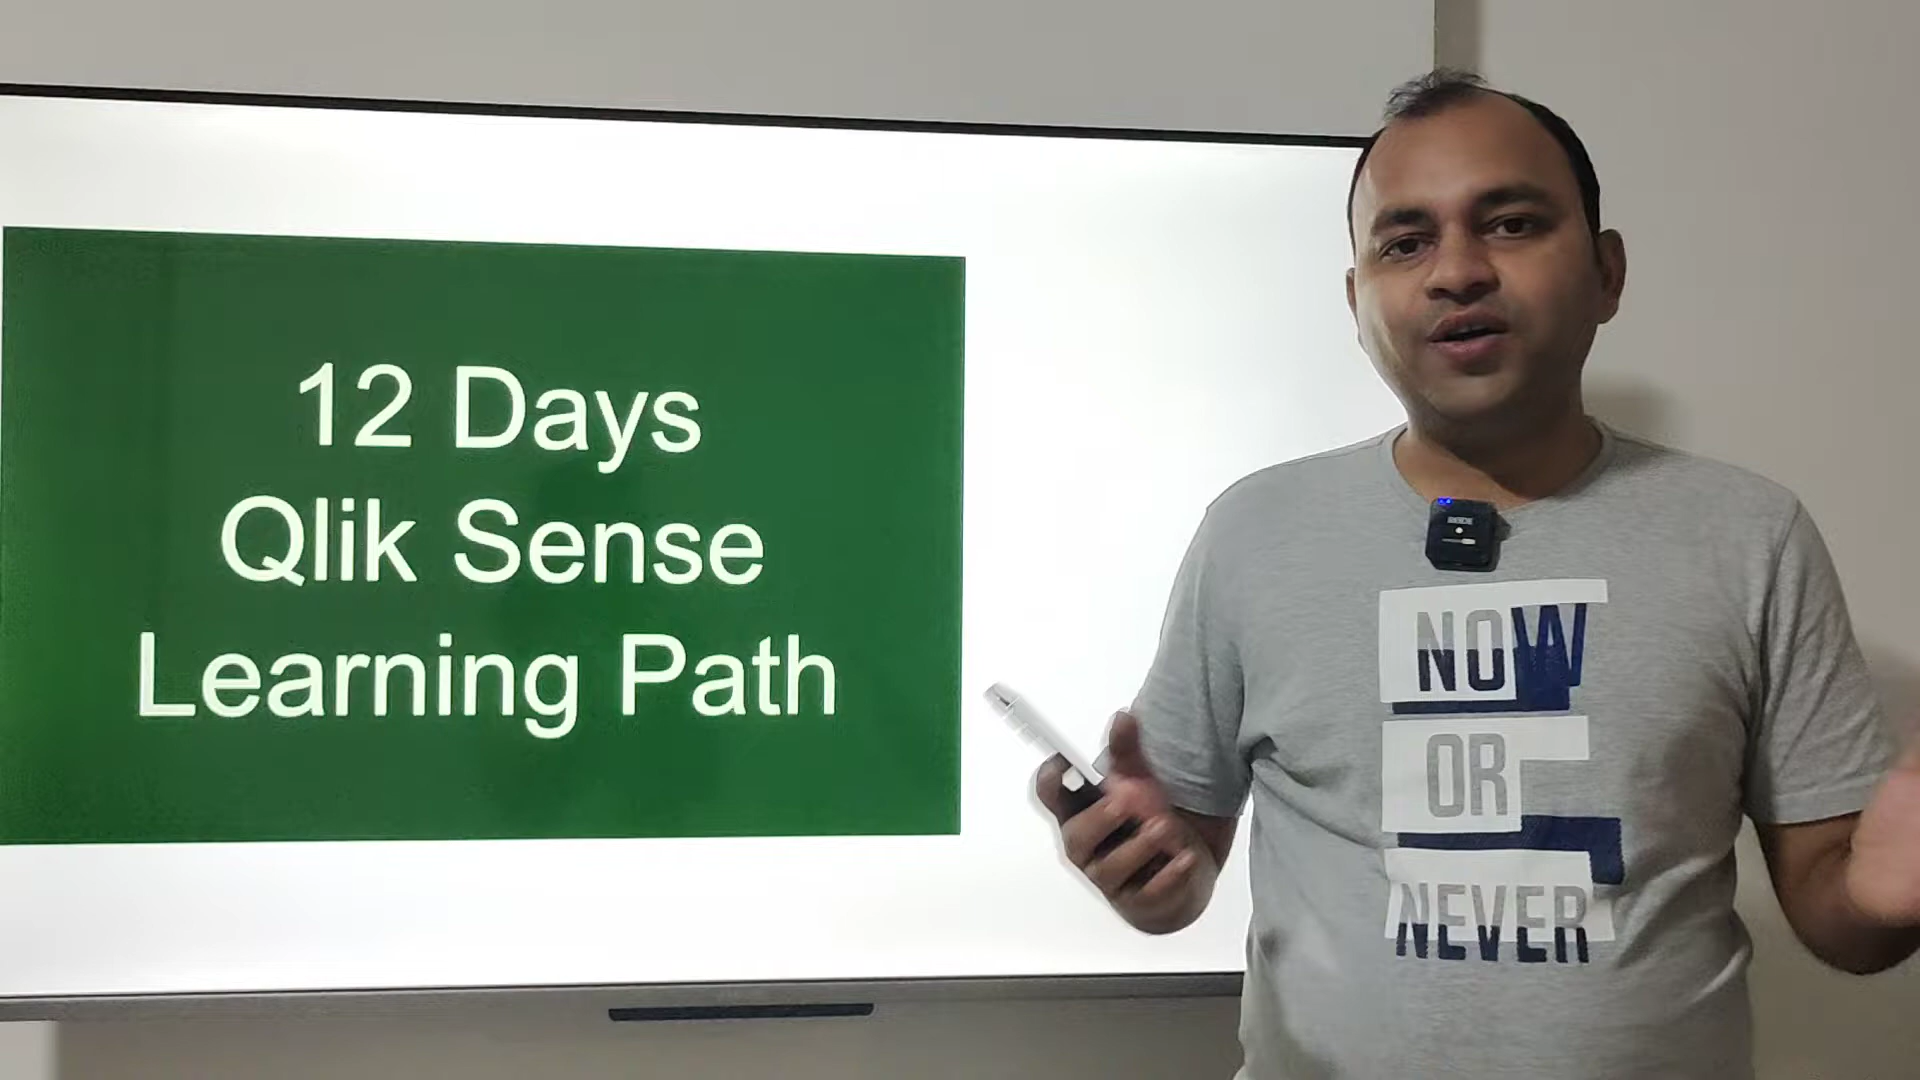 12 Days
Qlik Sense
Learning Path
NOW
OR
NEVER